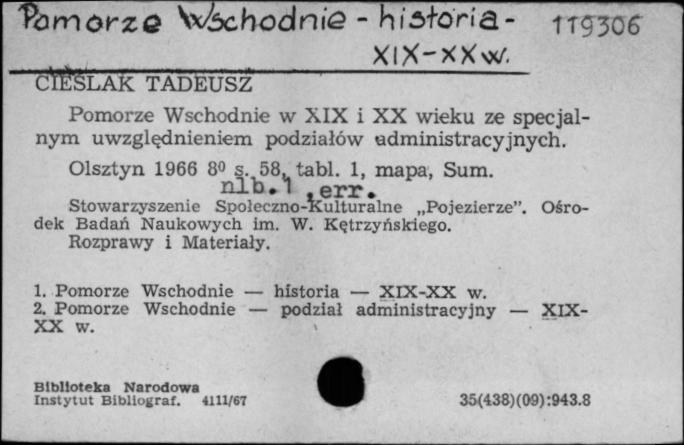 Pomorze Wschodnie - historia - 119306
XIX-XX w.
CIEŚLAK TADEUSZ
Pomorze Wschodnie w XIX i XX wieku ze specjal-
nym uwzględnieniem podziałów administracyjnych.
Olsztyn 1966 8⁰ s. 58, tabl. 1, mapa, Sum.
nlb.1, err.
Stowarzyszenie Społeczno-Kulturalne „Pojezierze”. Ośro-
dek Badań Naukowych im. W. Kętrzyńskiego.
Rozprawy i Materiały.
1. Pomorze Wschodnie — historia — XIX-XX w.
2. Pomorze Wschodnie — podział administracyjny — XIX-
XX w.
Biblioteka Narodowa
Instytut Bibliograf. 4111/67 35(438)(09):943.8